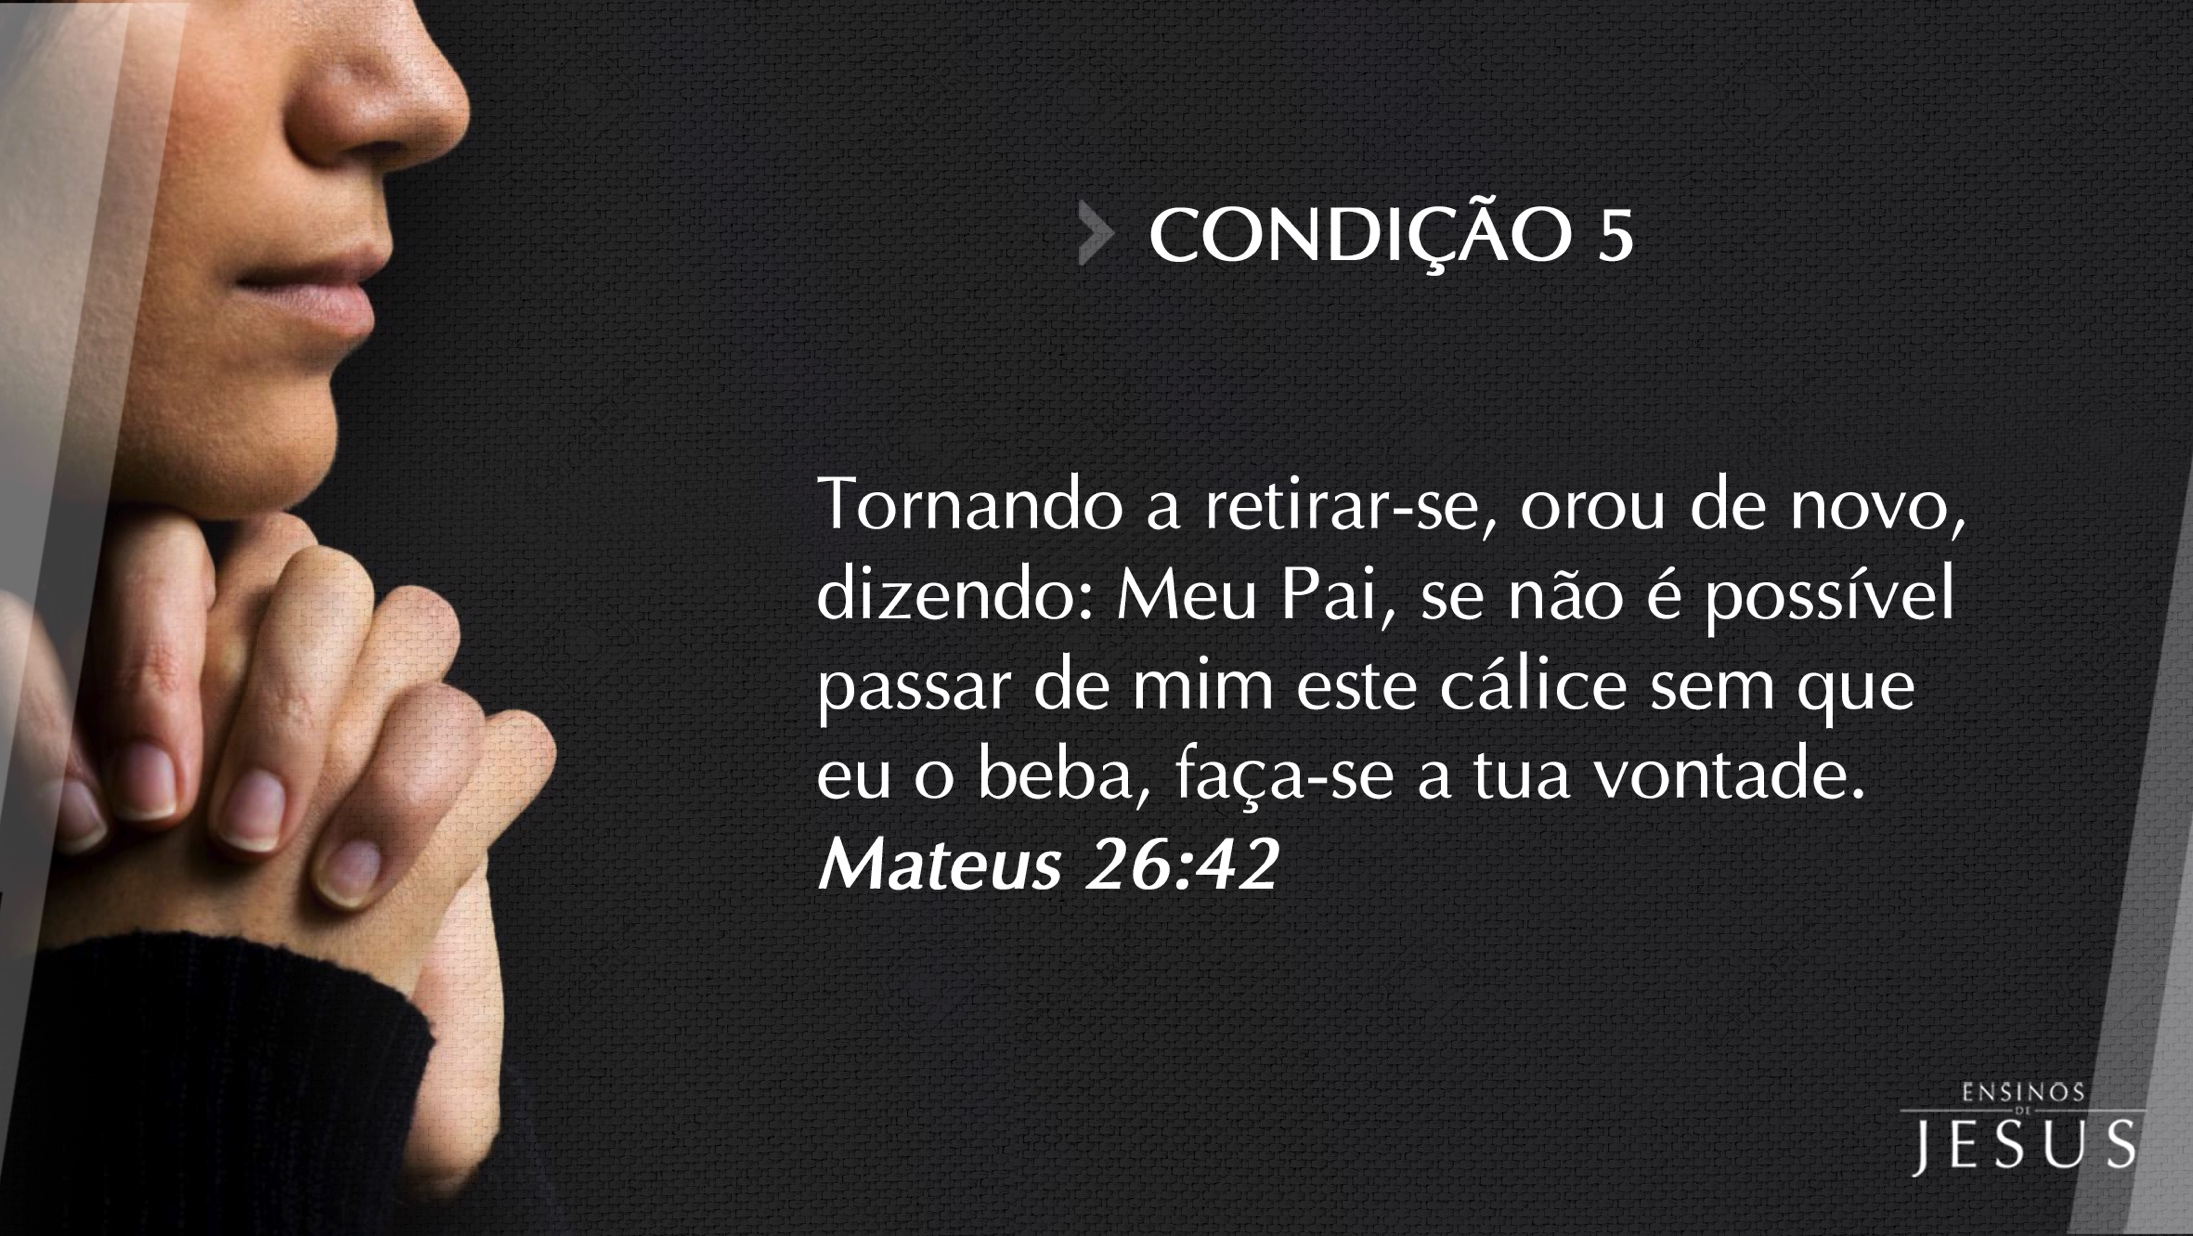 CONDIÇÃO 5
Tornando a retirar-se, orou de novo,
dizendo: Meu Pai, se não é possível
passar de mim este cálice sem que
eu o beba, faça-se a tua vontade.
Mateus 26:42
ENSINOS
DE
JESUS